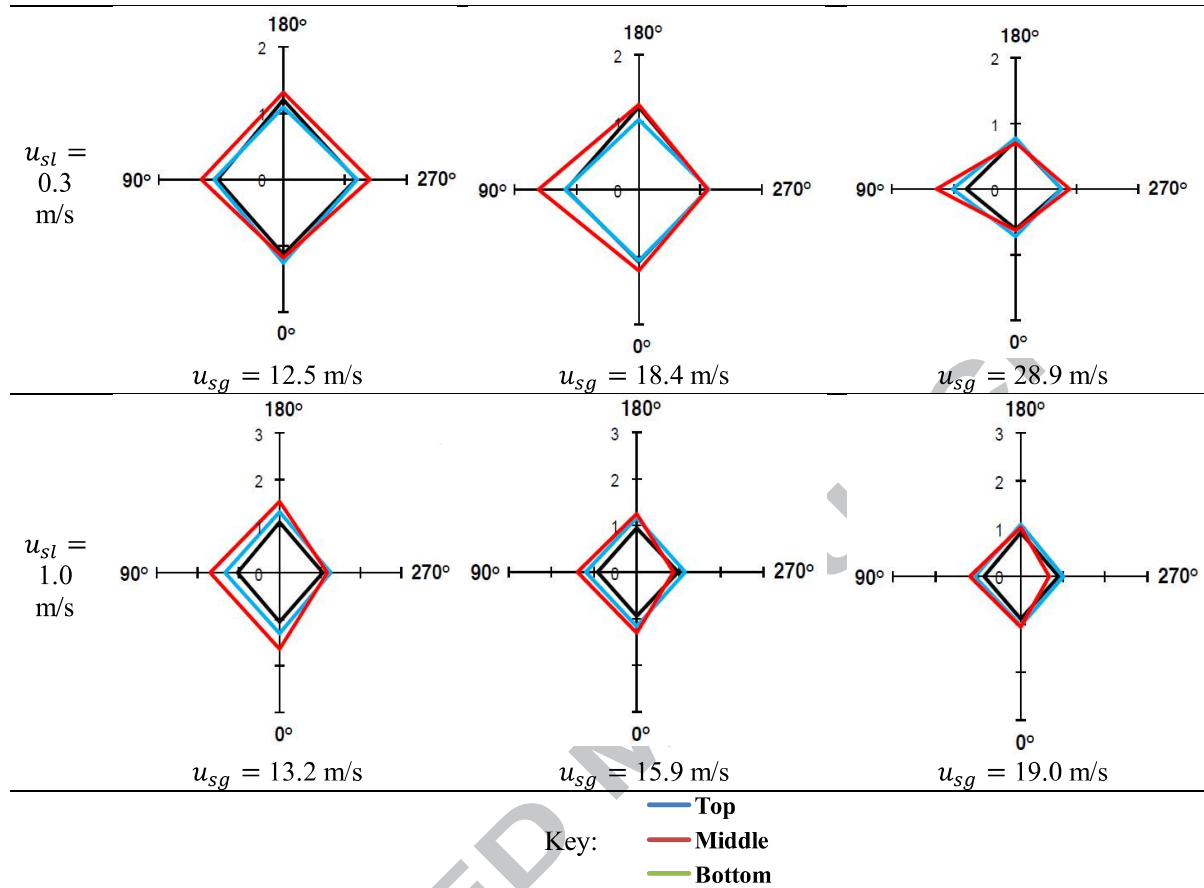 180°
180°
180°
2
2
2
1
1
1
u_sl =
0.3
m/s
90° 0 270°
90° 0 270°
90° 0 270°
0°
0°
0°
u_sg = 12.5 m/s
u_sg = 18.4 m/s
u_sg = 28.9 m/s
180°
180°
180°
3
3
3
2
2
2
1
1
1
u_sl =
1.0
m/s
90° 0 270°
90° 0 270°
90° 0 270°
0°
0°
0°
u_sg = 13.2 m/s
u_sg = 15.9 m/s
u_sg = 19.0 m/s
Key:
Top
Middle
Bottom